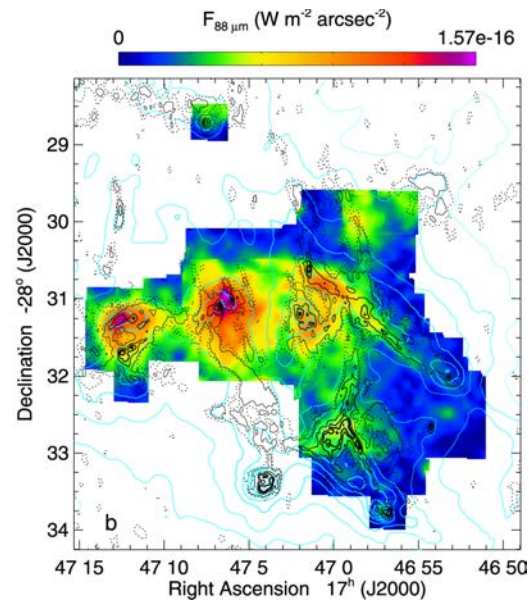 F88 μm (W m-2 arcsec-2)
0 1.57e-16
29
30
31
32
33
34
Declination -28° (J2000)
b
47 15 47 10 47 5 47 0 46 55 46 50
Right Ascension 17h (J2000)